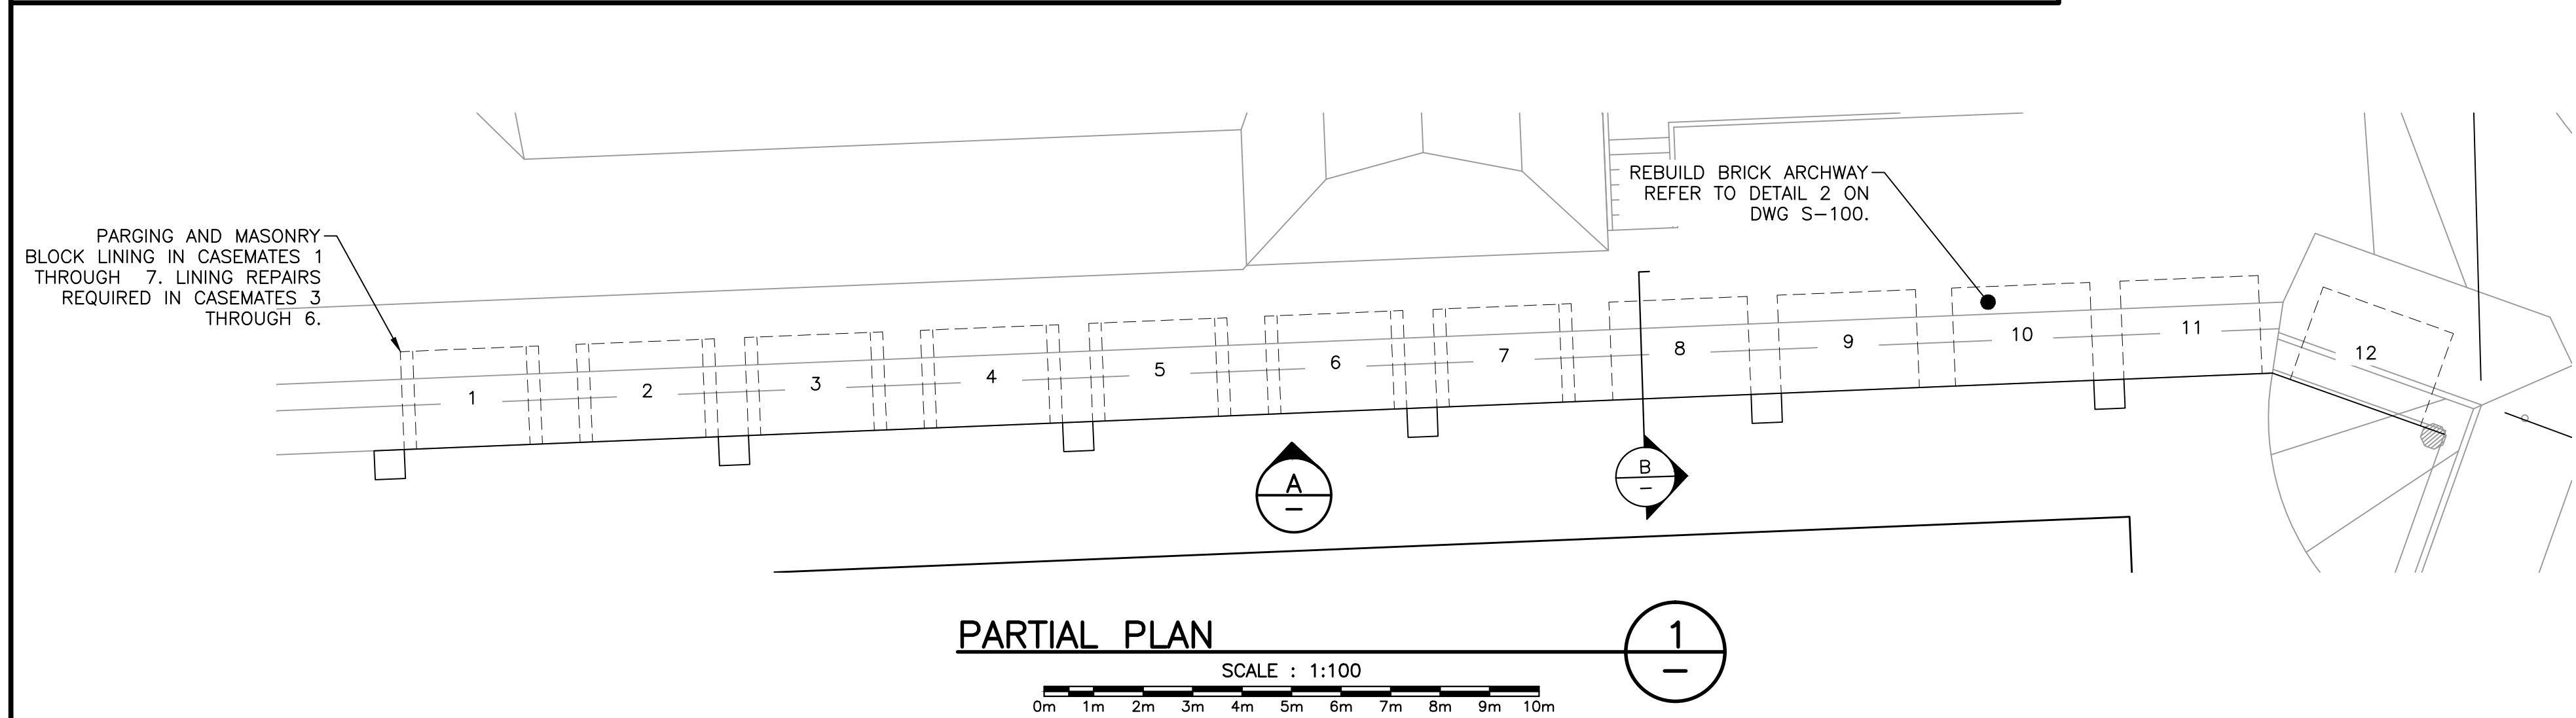 PARGING AND MASONRY
BLOCK LINING IN CASEMATES 1
THROUGH 7. LINING REPAIRS
REQUIRED IN CASEMATES 3
THROUGH 6.
REBUILD BRICK ARCHWAY
REFER TO DETAIL 2 ON
DWG S-100.
1
2
3
4
5
6
7
8
9
10
11
12
A
–
B
–
PARTIAL PLAN
1
–
SCALE : 1:100
0m 1m 2m 3m 4m 5m 6m 7m 8m 9m 10m